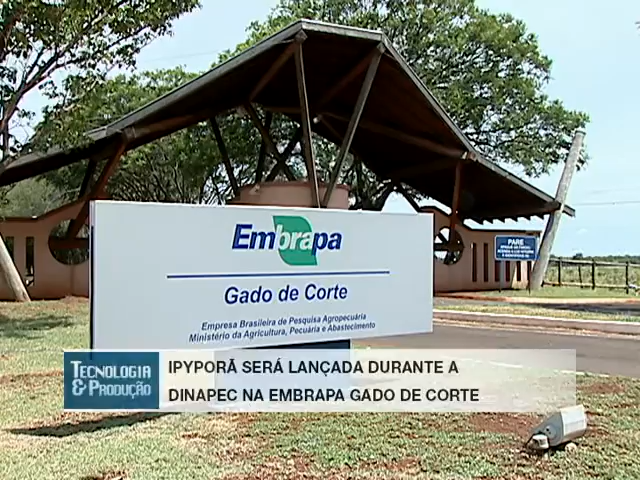 Embrapa
Gado de Corte
Empresa Brasileira de Pesquisa Agropecuária
Ministério da Agricultura, Pecuária e Abastecimento
PARE
TECNOLOGIA
& PRODUÇÃO
IPYPORÃ SERÁ LANÇADA DURANTE A
DINAPEC NA EMBRAPA GADO DE CORTE